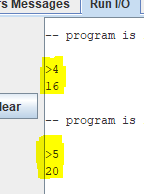 rs Messages
Run I/O
-- program is
>4
16
lear
-- program is
>5
20